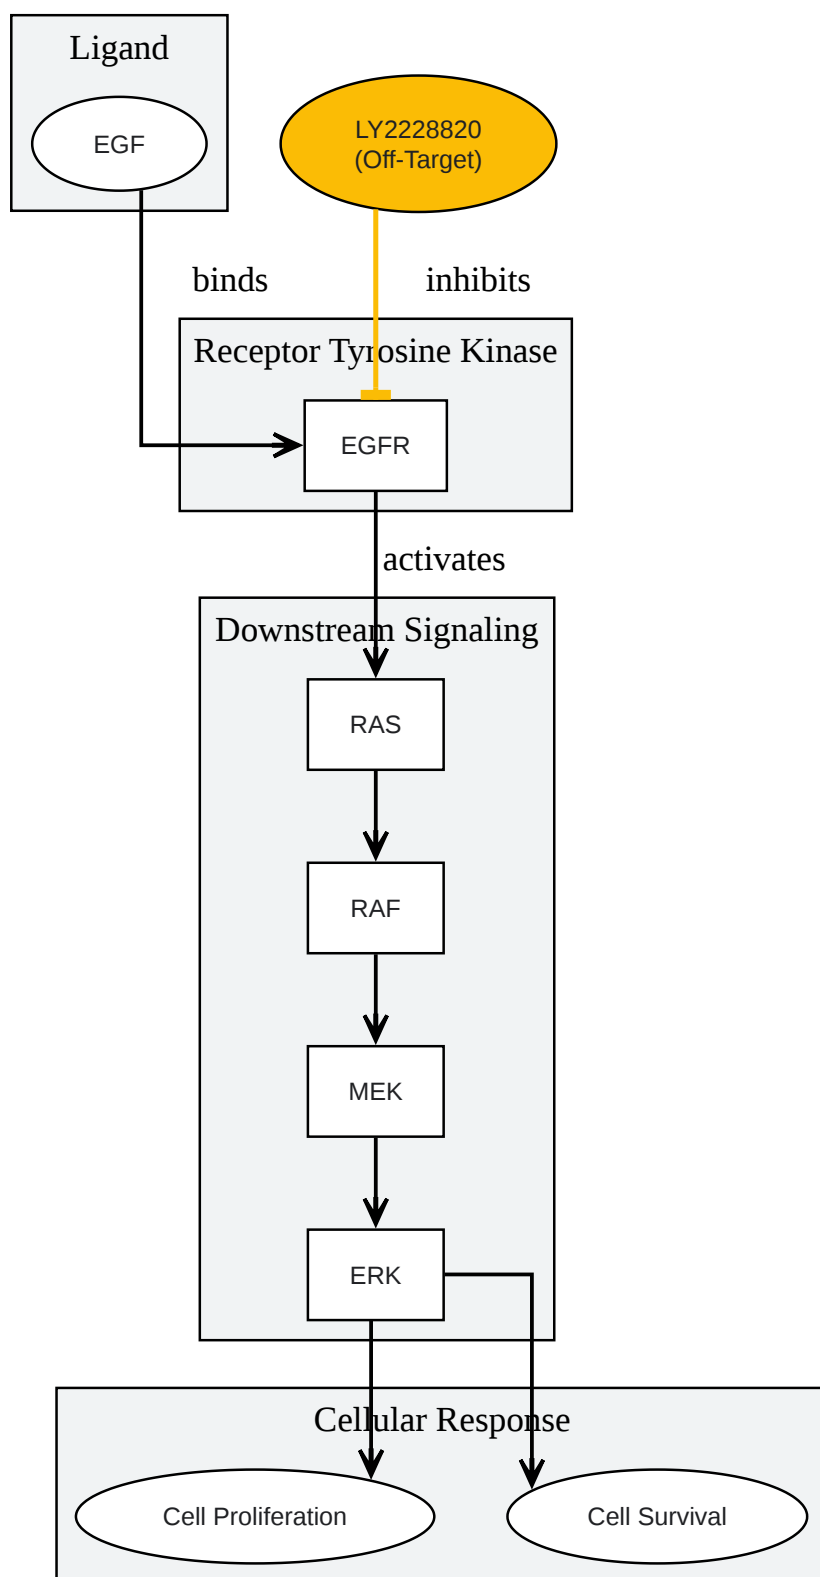 Ligand
EGF
LY2228820
(Off-Target)
binds
inhibits
Receptor Tyrosine Kinase
EGFR
activates
Downstream Signaling
RAS
RAF
MEK
ERK
Cellular Response
Cell Proliferation
Cell Survival